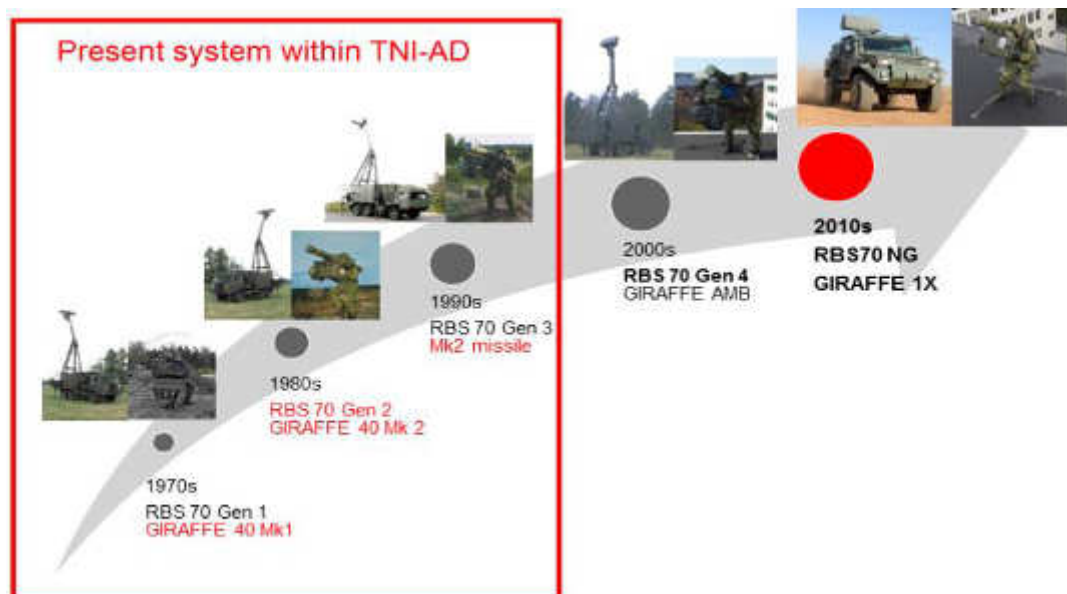 Present system within TNI-AD
1970s
RBS 70 Gen 1
GIRAFFE 40 Mk1
1980s
RBS 70 Gen 2
GIRAFFE 40 Mk 2
1990s
RBS 70 Gen 3
Mk2 missile
2000s
RBS 70 Gen 4
GIRAFFE AMB
2010s
RBS70 NG
GIRAFFE 1X